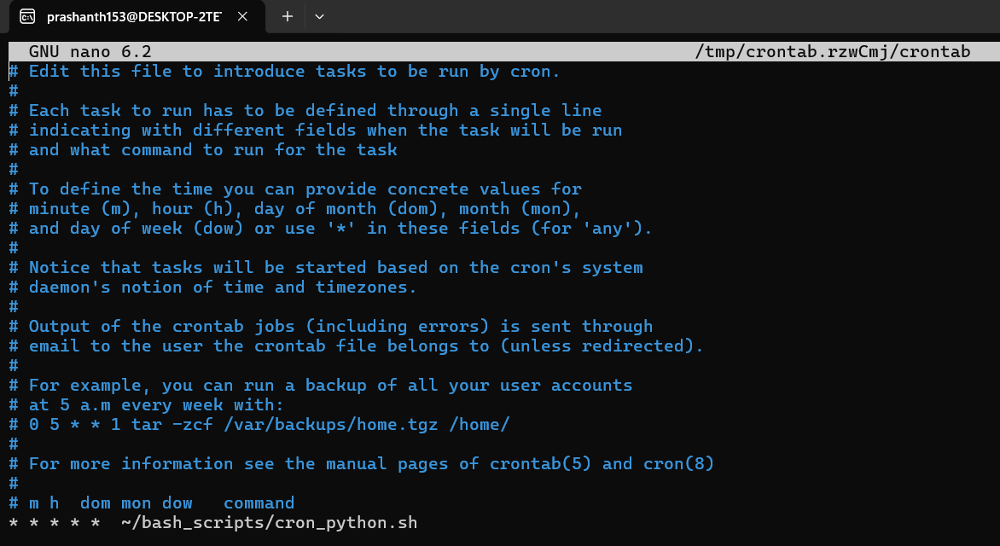 prashanth153@DESKTOP-2TE
GNU nano 6.2 /tmp/crontab.rzwCmj/crontab
# Edit this file to introduce tasks to be run by cron.
#
# Each task to run has to be defined through a single line
# indicating with different fields when the task will be run
# and what command to run for the task
#
# To define the time you can provide concrete values for
# minute (m), hour (h), day of month (dom), month (mon),
# and day of week (dow) or use '*' in these fields (for 'any').
#
# Notice that tasks will be started based on the cron's system
# daemon's notion of time and timezones.
#
# Output of the crontab jobs (including errors) is sent through
# email to the user the crontab file belongs to (unless redirected).
#
# For example, you can run a backup of all your user accounts
# at 5 a.m every week with:
# 0 5 * * 1 tar -zcf /var/backups/home.tgz /home/
#
# For more information see the manual pages of crontab(5) and cron(8)
#
# m h  dom mon dow   command
* * * * *  ~/bash_scripts/cron_python.sh